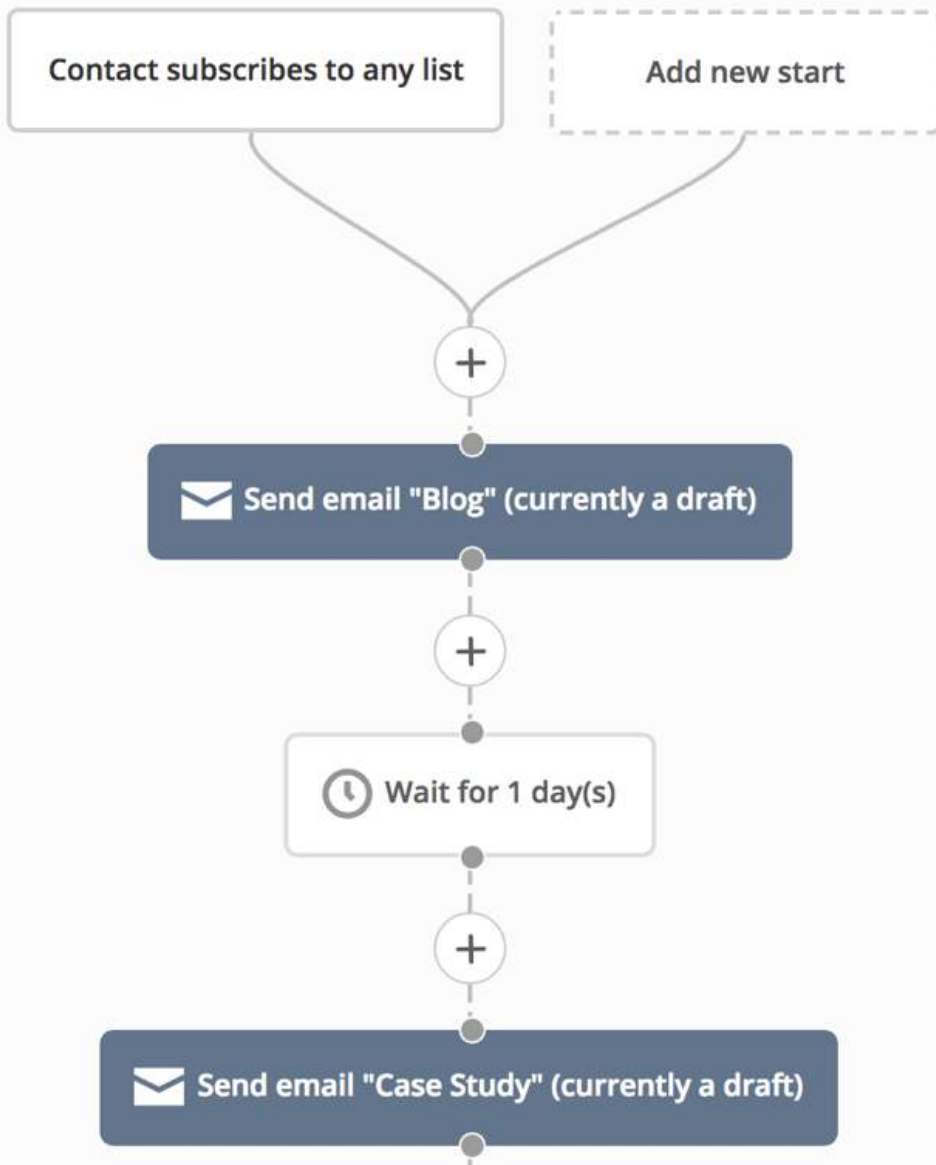 Contact subscribes to any list
Add new start
+
Send email "Blog" (currently a draft)
+
Wait for 1 day(s)
+
Send email "Case Study" (currently a draft)